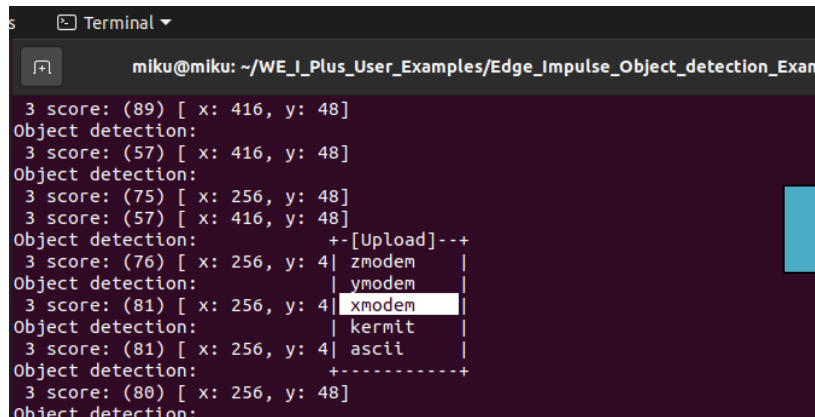 s Terminal
miku@miku: ~/WE_I_Plus_User_Examples/Edge_Impulse_Object_detection_Exam
3 score: (89) [ x: 416, y: 48]
Object detection:
3 score: (57) [ x: 416, y: 48]
Object detection:
3 score: (75) [ x: 256, y: 48]
3 score: (57) [ x: 416, y: 48]
Object detection: +-[Upload]--+
3 score: (76) [ x: 256, y: 4| zmodem |
Object detection: | ymodem |
3 score: (81) [ x: 256, y: 4| xmodem |
Object detection: | kermit |
3 score: (81) [ x: 256, y: 4| ascii |
Object detection: +-----------+
3 score: (80) [ x: 256, y: 48]
Object detection: